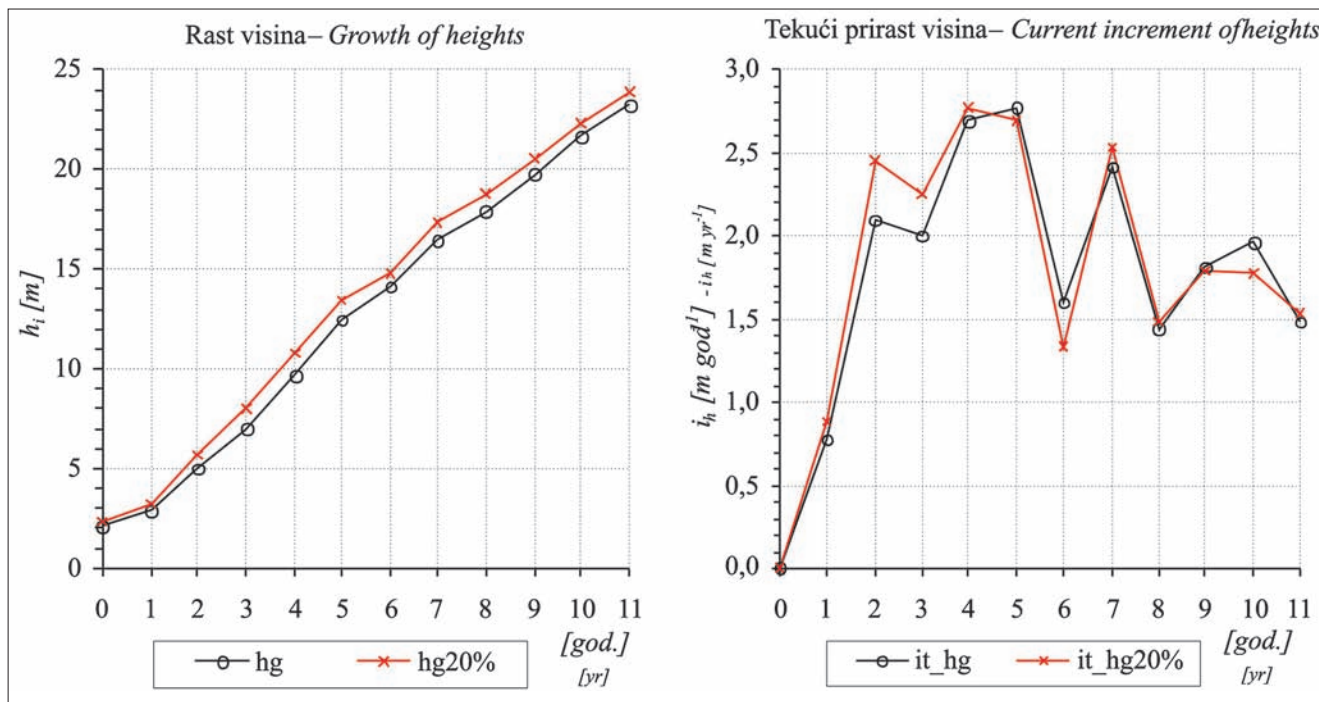 Rast visina– Growth of heights
25
20
15
10
5
0
h_i [m]
0 1 2 3 4 5 6 7 8 9 10 11
[god.]
[yr]
hg hg20%
Tekući prirast visina– Current increment ofheights
3,0
2,5
2,0
1,5
1,0
0,5
0,0
i_h [m god^1] - i_h [m yr^-1]
0 1 2 3 4 5 6 7 8 9 10 11
[god.]
[yr]
it_hg it_hg20%